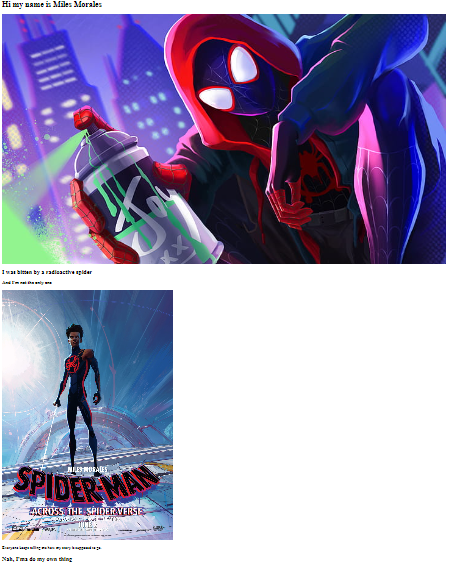 Hi my name is Miles Morales
I was bitten by a radioactive spider
And I'm not the only one
MILES MORALES
SPIDER-MAN
ACROSS THE SPIDER-VERSE
Everyone keeps telling me how my story is supposed to go
Nah, I'ma do my own thing